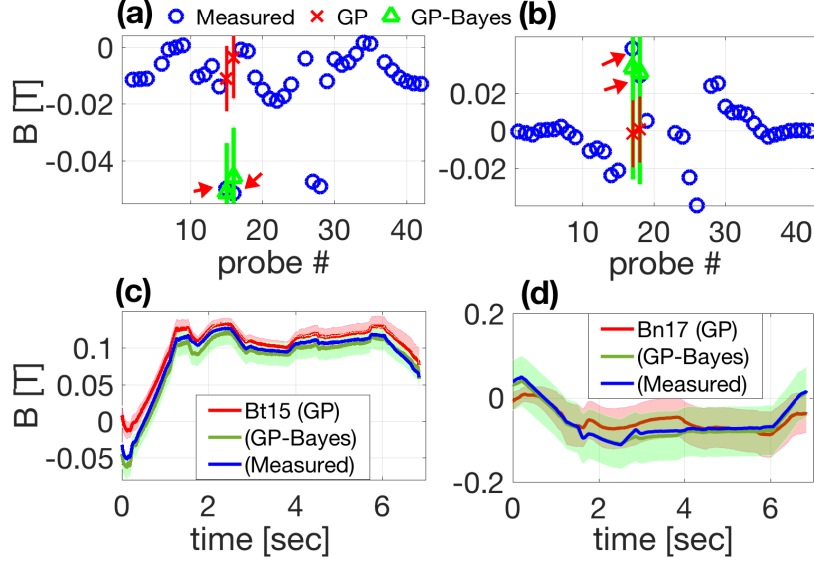 (a) Measured GP GP-Bayes (b)
0
-0.02
-0.04
B [T]
10 20 30 40
probe #
0.02
0
-0.02
10 20 30 40
probe #
(c)
0.1
0.05
0
-0.05
B [T]
Bt15 (GP)
(GP-Bayes)
(Measured)
0 2 4 6
time [sec]
(d)
0.2
0
-0.2
Bn17 (GP)
(GP-Bayes)
(Measured)
0 2 4 6
time [sec]